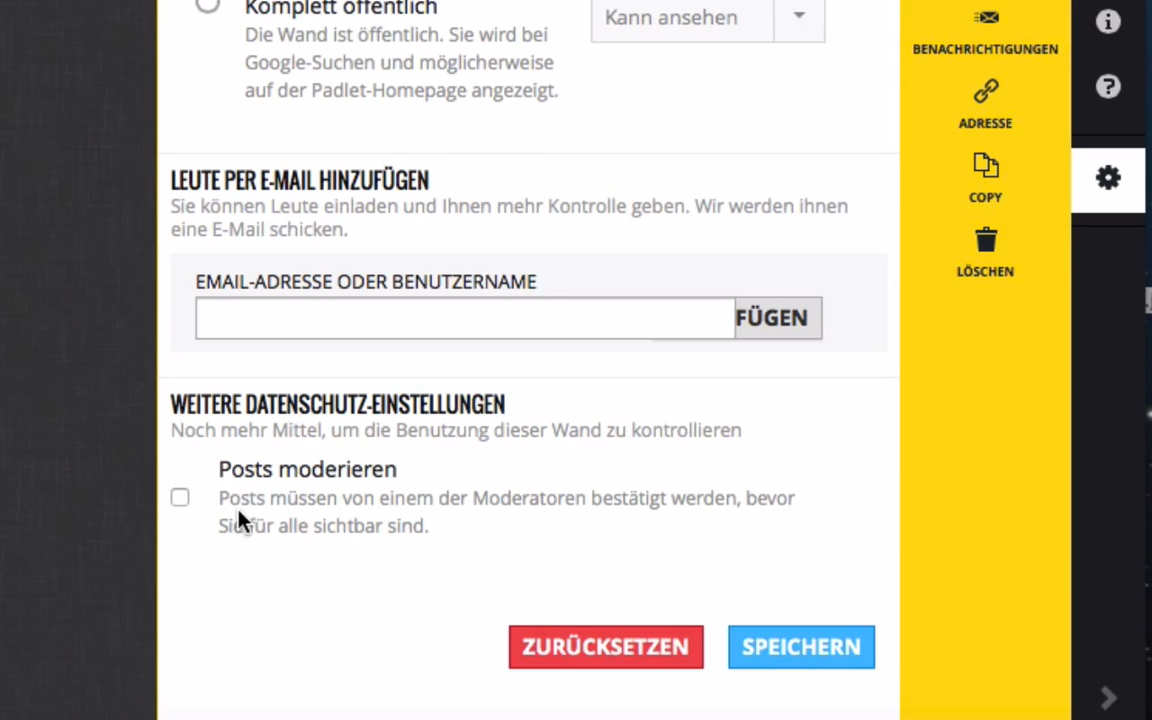 Komplett öffentlich
Die Wand ist öffentlich. Sie wird bei
Google-Suchen und möglicherweise
auf der Padlet-Homepage angezeigt.
Kann ansehen
LEUTE PER E-MAIL HINZUFÜGEN
Sie können Leute einladen und Ihnen mehr Kontrolle geben. Wir werden ihnen
eine E-Mail schicken.
EMAIL-ADRESSE ODER BENUTZERNAME
FÜGEN
WEITERE DATENSCHUTZ-EINSTELLUNGEN
Noch mehr Mittel, um die Benutzung dieser Wand zu kontrollieren
Posts moderieren
Posts müssen von einem der Moderatoren bestätigt werden, bevor
Sie für alle sichtbar sind.
ZURÜCKSETZEN
SPEICHERN
BENACHRICHTIGUNGEN
ADRESSE
COPY
LÖSCHEN